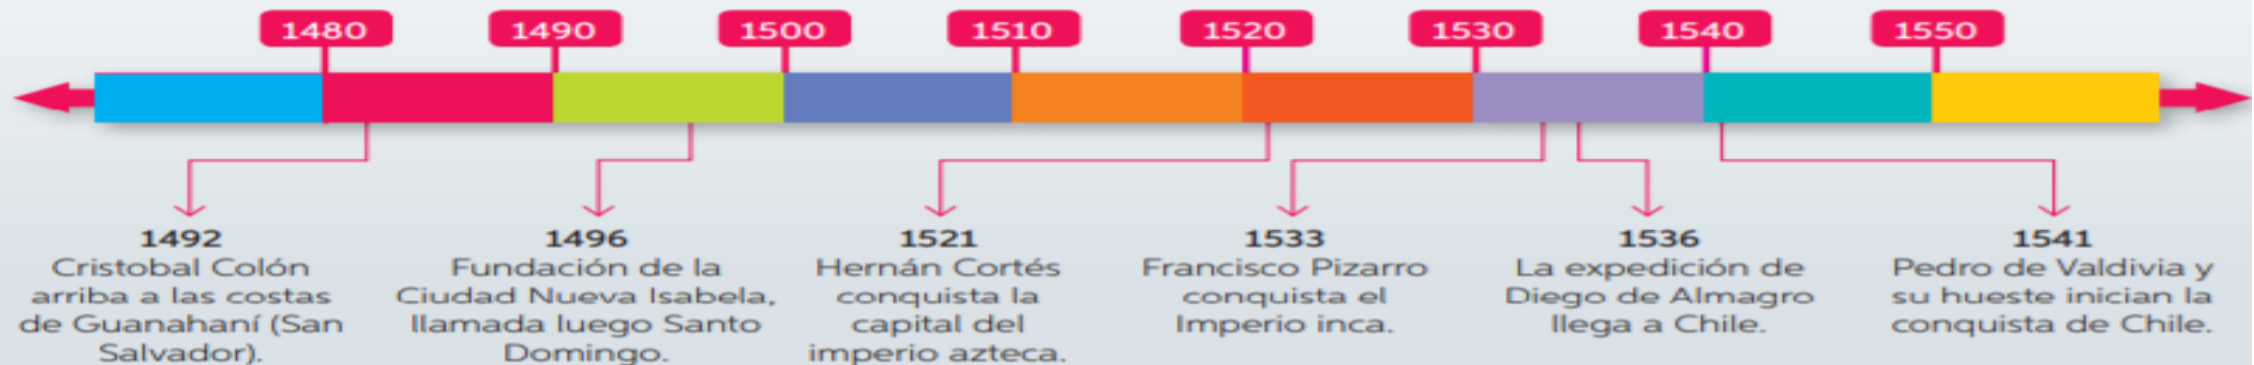 1480
1490
1500
1510
1520
1530
1540
1550
1492
Cristobal Colón
arriba a las costas
de Guanahaní (San
Salvador).
1496
Fundación de la
Ciudad Nueva Isabela,
llamada luego Santo
Domingo.
1521
Hernán Cortés
conquista la
capital del
imperio azteca.
1533
Francisco Pizarro
conquista el
Imperio inca.
1536
La expedición de
Diego de Almagro
llega a Chile.
1541
Pedro de Valdivia y
su hueste inician la
conquista de Chile.